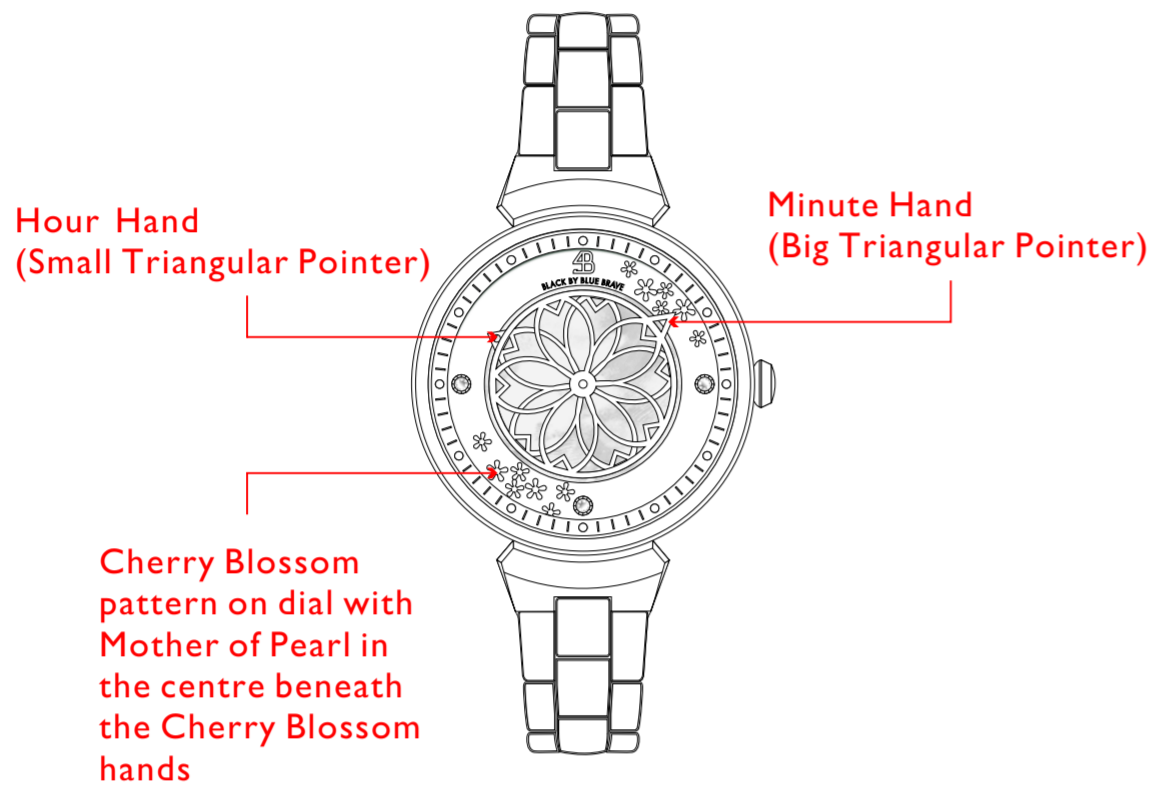 Hour Hand
(Small Triangular Pointer)
Minute Hand
(Big Triangular Pointer)
BLACK BY BLUE BRAVE
Cherry Blossom
pattern on dial with
Mother of Pearl in
the centre beneath
the Cherry Blossom
hands